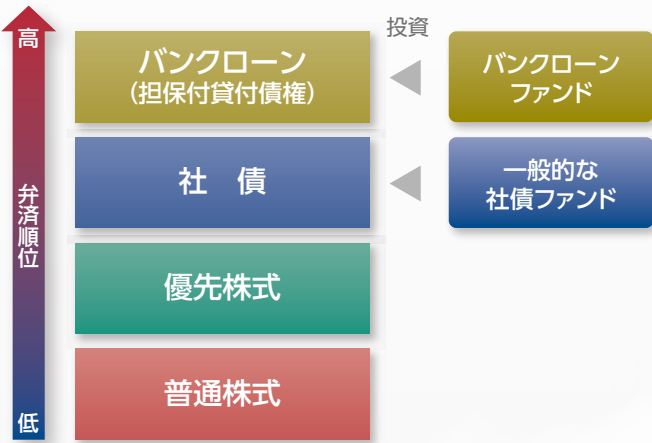 高
弁済順位
低
投資
バンクローン
（担保付貸付債権）
バンクローン
ファンド
社　債
一般的な
社債ファンド
優先株式
普通株式